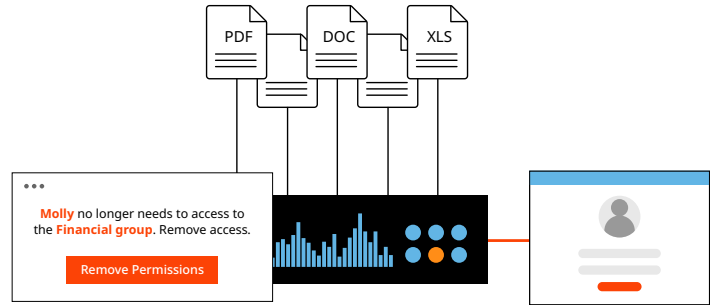 PDF
DOC
XLS
Molly no longer needs to access to
the Financial group. Remove access.
Remove Permissions